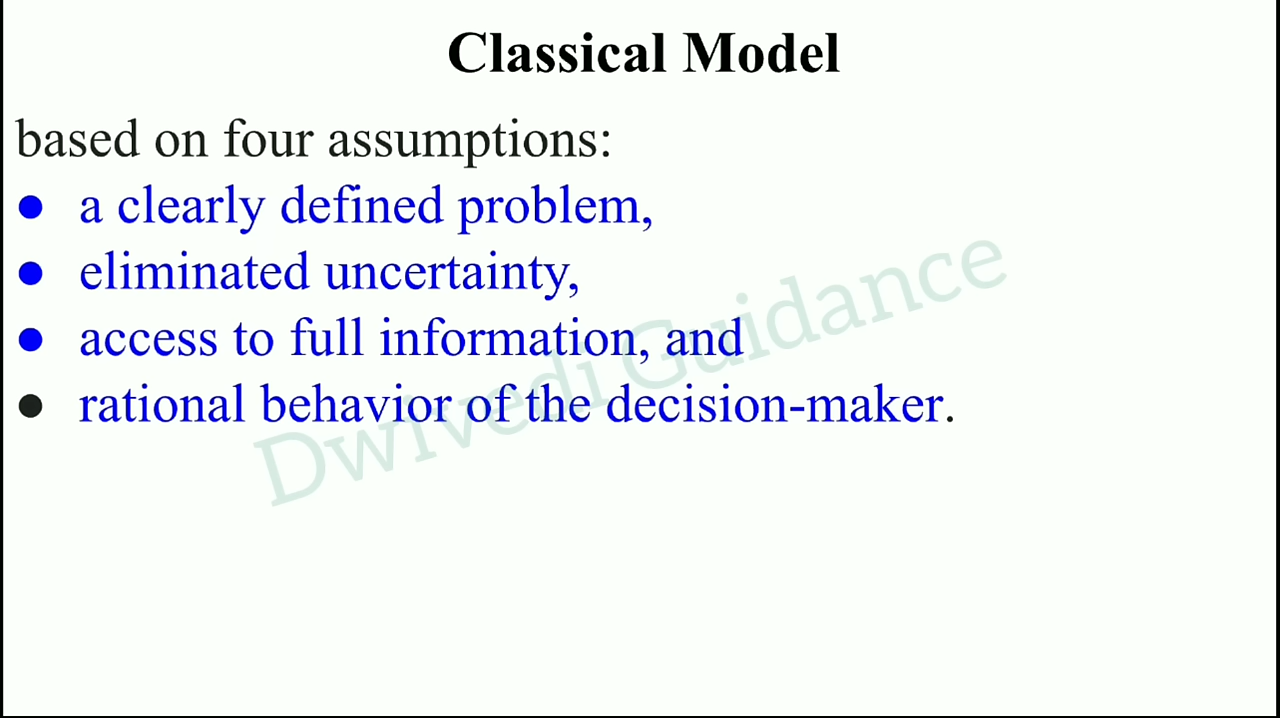 Classical Model
based on four assumptions:
● a clearly defined problem,
● eliminated uncertainty,
● access to full information, and
● rational behavior of the decision-maker.
Dwivedi Guidance